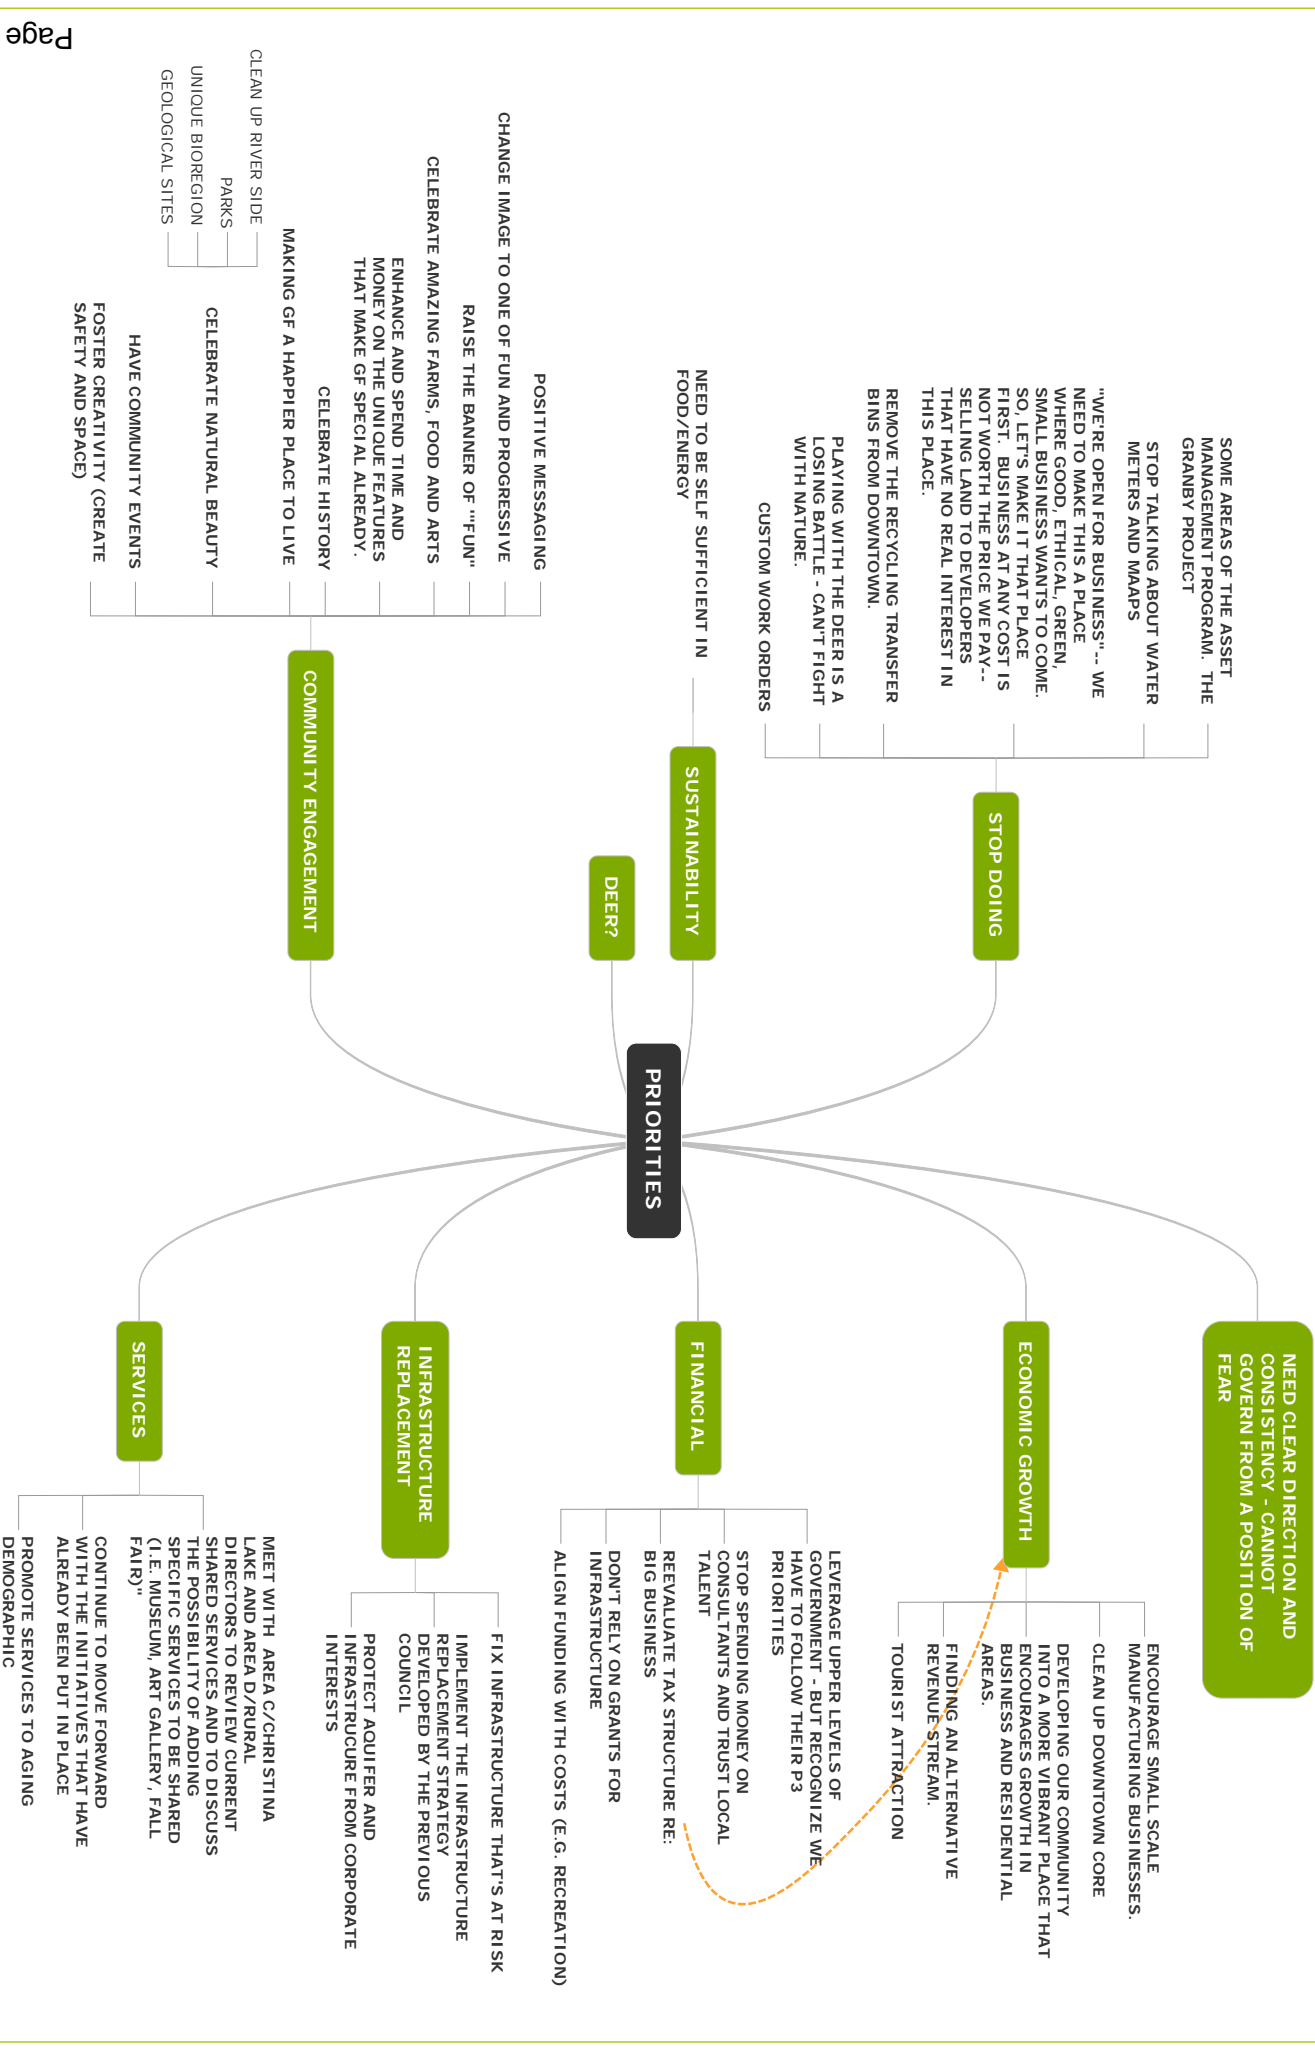 Page
PRIORITIES
NEED CLEAR DIRECTION AND
CONSISTENCY - CANNOT
GOVERN FROM A POSITION OF
FEAR
ECONOMIC GROWTH
ENCOURAGE SMALL SCALE
MANUFACTURING BUSINESSES.
CLEAN UP DOWNTOWN CORE
DEVELOPING OUR COMMUNITY
INTO A MORE VIBRANT PLACE THAT
ENCOURAGES GROWTH IN
BUSINESS AND RESIDENTIAL
AREAS.
FINDING AN ALTERNATIVE
REVENUE STREAM.
TOURIST ATTRACTION
FINANCIAL
LEVERAGE UPPER LEVELS OF
GOVERNMENT - BUT RECOGNIZE WE
HAVE TO FOLLOW THEIR P3
PRIORITIES
STOP SPENDING MONEY ON
CONSULTANTS AND TRUST LOCAL
TALENT
REEVALUATE TAX STRUCTURE RE:
BIG BUSINESS
DON'T RELY ON GRANTS FOR
INFRASTRUCTURE
ALIGN FUNDING WITH COSTS (E.G. RECREATION)
INFRASTRUCTURE
REPLACEMENT
FIX INFRASTRUCTURE THAT'S AT RISK
IMPLEMENT THE INFRASTRUCTURE
REPLACEMENT STRATEGY
DEVELOPED BY THE PREVIOUS
COUNCIL
PROTECT AQUIFER AND
INFRASTRUCURE FROM CORPORATE
INTERESTS
SERVICES
MEET WITH AREA C/CHRISTINA
LAKE AND AREA D/RURAL
DIRECTORS TO REVIEW CURRENT
SHARED SERVICES AND TO DISCUSS
THE POSSIBILITY OF ADDING
SPECIFIC SERVICES TO BE SHARED
(I.E. MUSEUM, ART GALLERY, FALL
FAIR)"
CONTINUE TO MOVE FORWARD
WITH THE INITIATIVES THAT HAVE
ALREADY BEEN PUT IN PLACE
PROMOTE SERVICES TO AGING
DEMOGRAPHIC
STOP DOING
SOME AREAS OF THE ASSET
MANAGEMENT PROGRAM. THE
GRANBY PROJECT
STOP TALKING ABOUT WATER
METERS AND MAAPS
"WE'RE OPEN FOR BUSINESS"-- WE
NEED TO MAKE THIS A PLACE
WHERE GOOD, ETHICAL, GREEN,
SMALL BUSINESS WANTS TO COME.
SO, LET'S MAKE IT THAT PLACE
FIRST. BUSINESS AT ANY COST IS
NOT WORTH THE PRICE WE PAY--
SELLING LAND TO DEVELOPERS
THAT HAVE NO REAL INTEREST IN
THIS PLACE.
REMOVE THE RECYCLING TRANSFER
BINS FROM DOWNTOWN.
PLAYING WITH THE DEER IS A
LOSING BATTLE - CAN'T FIGHT
WITH NATURE.
CUSTOM WORK ORDERS
SUSTAINABILITY
NEED TO BE SELF SUFFICIENT IN
FOOD/ENERGY
DEER?
COMMUNITY ENGAGEMENT
POSITIVE MESSAGING
CHANGE IMAGE TO ONE OF FUN AND PROGRESSIVE
RAISE THE BANNER OF '"FUN"
CELEBRATE AMAZING FARMS, FOOD AND ARTS
ENHANCE AND SPEND TIME AND
MONEY ON THE UNIQUE FEATURES
THAT MAKE GF SPECIAL ALREADY.
CELEBRATE HISTORY
MAKING GF A HAPPIER PLACE TO LIVE
CELEBRATE NATURAL BEAUTY
CLEAN UP RIVER SIDE
PARKS
UNIQUE BIOREGION
GEOLOGICAL SITES
HAVE COMMUNITY EVENTS
FOSTER CREATIVITY (CREATE
SAFETY AND SPACE)